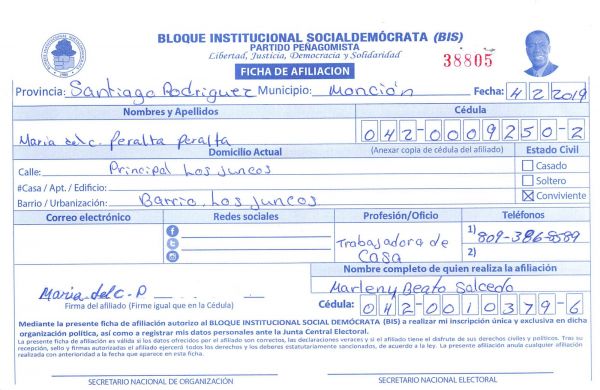 BLOQUE INSTITUCIONAL SOCIALDEMÓCRATA (BIS)
PARTIDO PEÑAGOMISTA
Libertad, Justicia, Democracia y Solidaridad
38805
FICHA DE AFILIACION
Provincia: Santiago Rodriguez Municipio: Monción Fecha: 4/2/2019
Nombres y Apellidos Cédula
Maria del c. Peralta Peralta 042-0009250-2
Domicilio Actual (Anexar copia de cédula del afiliado) Estado Civil
Calle: Principal Los Juncos Casado
#Casa / Apt. / Edificio: Soltero
Barrio / Urbanización: Barrio Los Juncos Conviviente
Correo electrónico Redes sociales Profesión/Oficio Teléfonos
Trabajadora de Casa 1) 809-386-8589
2)
Nombre completo de quien realiza la afiliación
Maria del C. P Marleny Beato Salcedo
Firma del afiliado (Firme igual que en la Cédula) Cédula: 042-0010379-6
Mediante la presente ficha de afiliación autorizo al BLOQUE INSTITUCIONAL SOCIAL DEMÓCRATA (BIS) a realizar mi inscripción única y exclusiva en dicha
organización política, así como a registrar mis datos personales ante la Junta Central Electoral.
La presente ficha de afiliación es válida si los datos ofrecidos por el afiliado son correctos, las declaraciones veraces y si el afiliado tiene el disfrute de sus derechos civiles y políticos. Tras su
recepción, sello y firmas autorizadas el afiliado ejercerá todos los derechos y los deberes estatutariamente sancionados, de acuerdo a la ley. La presente afiliación anula cualquier afiliación
realizada con anterioridad a la fecha que aparece en esta ficha.
SECRETARIO NACIONAL DE ORGANIZACIÓN SECRETARIO NACIONAL ELECTORAL